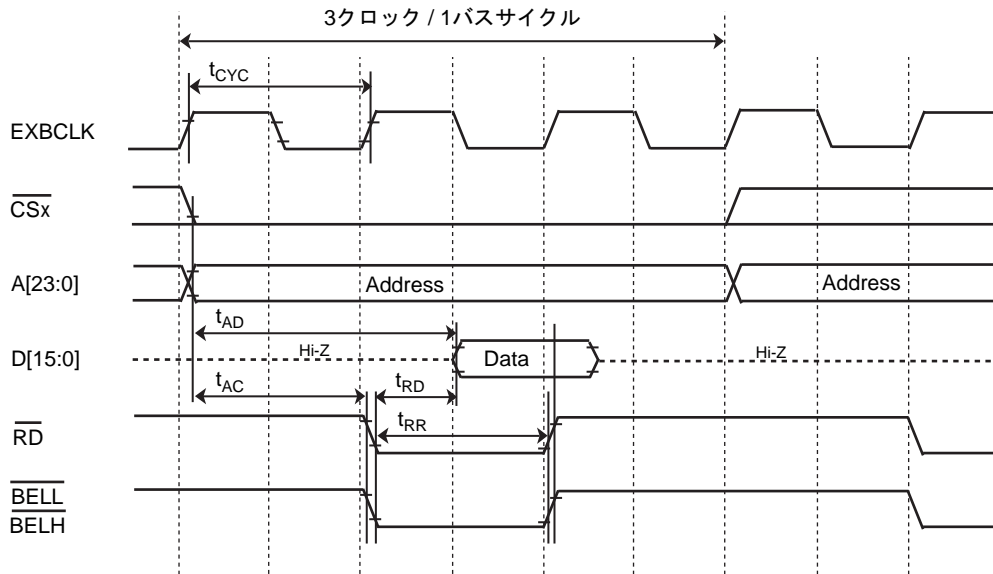 3クロック / 1バスサイクル
tCYC
EXBCLK
CSx
A[23:0]
Address
Address
tAD
D[15:0]
Hi-Z
Data
Hi-Z
tAC
tRD
RD
tRR
BELL
BELH